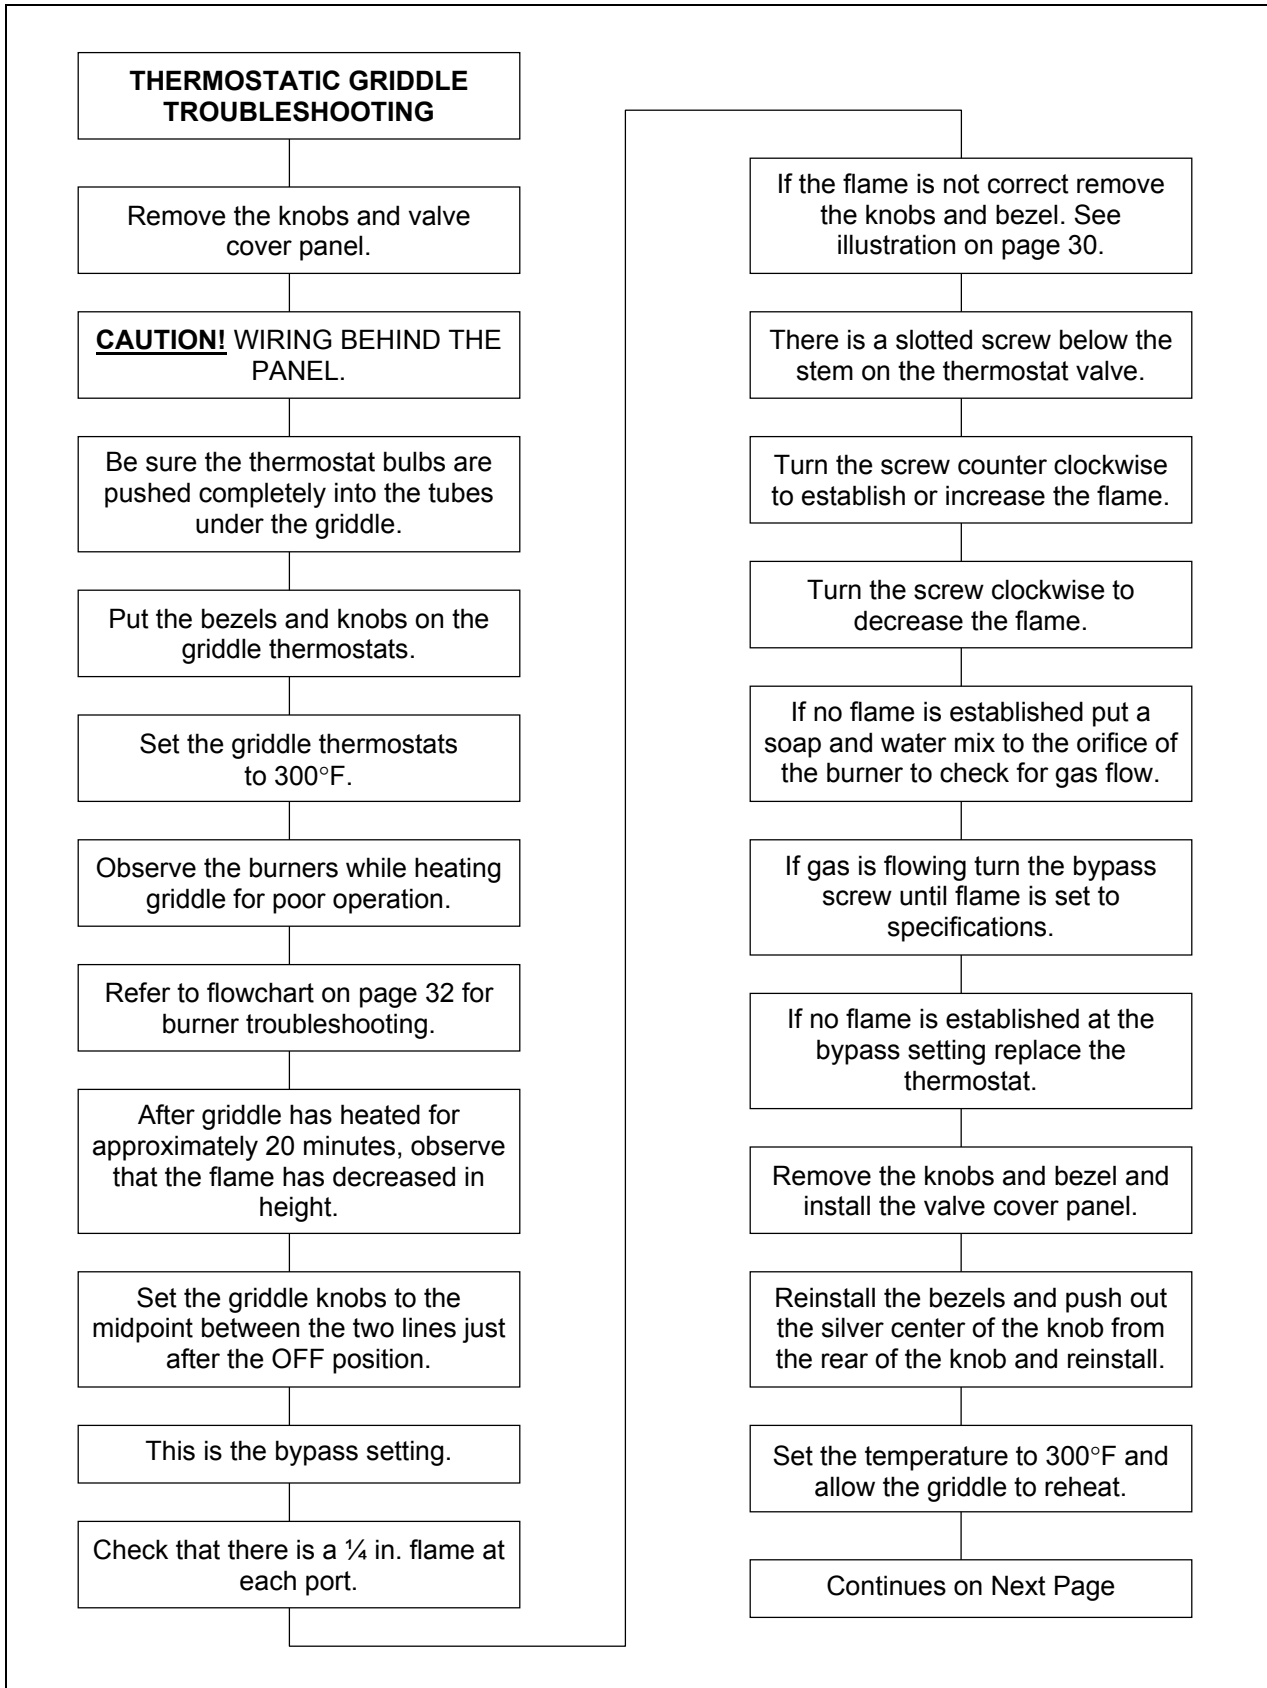 THERMOSTATIC GRIDDLE
TROUBLESHOOTING
Remove the knobs and valve
cover panel.
CAUTION! WIRING BEHIND THE
PANEL.
Be sure the thermostat bulbs are
pushed completely into the tubes
under the griddle.
Put the bezels and knobs on the
griddle thermostats.
Set the griddle thermostats
to 300°F.
Observe the burners while heating
griddle for poor operation.
Refer to flowchart on page 32 for
burner troubleshooting.
After griddle has heated for
approximately 20 minutes, observe
that the flame has decreased in
height.
Set the griddle knobs to the
midpoint between the two lines just
after the OFF position.
This is the bypass setting.
Check that there is a ¼ in. flame at
each port.
If the flame is not correct remove
the knobs and bezel. See
illustration on page 30.
There is a slotted screw below the
stem on the thermostat valve.
Turn the screw counter clockwise
to establish or increase the flame.
Turn the screw clockwise to
decrease the flame.
If no flame is established put a
soap and water mix to the orifice of
the burner to check for gas flow.
If gas is flowing turn the bypass
screw until flame is set to
specifications.
If no flame is established at the
bypass setting replace the
thermostat.
Remove the knobs and bezel and
install the valve cover panel.
Reinstall the bezels and push out
the silver center of the knob from
the rear of the knob and reinstall.
Set the temperature to 300°F and
allow the griddle to reheat.
Continues on Next Page